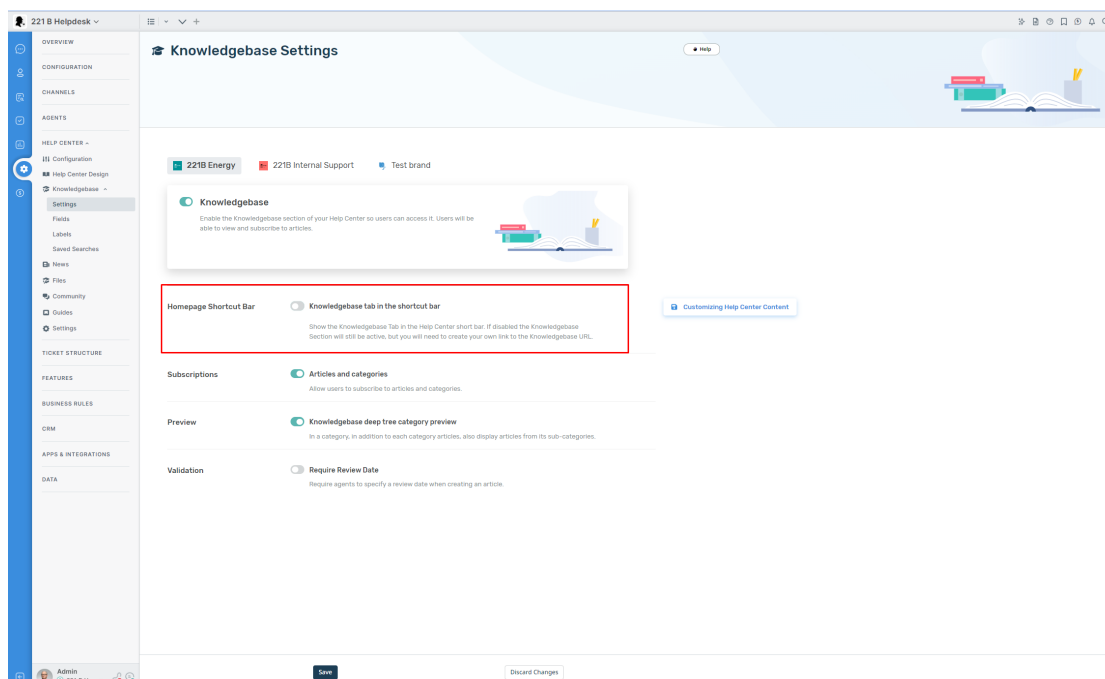 221 B Helpdesk
OVERVIEW
CONFIGURATION
CHANNELS
AGENTS
HELP CENTER
Configuration
Help Center Design
Knowledgebase
Settings
Fields
Labels
Saved Searches
News
Files
Community
Guides
Settings
TICKET STRUCTURE
FEATURES
BUSINESS RULES
CRM
APPS & INTEGRATIONS
DATA
Admin
Knowledgebase Settings
Help
221B Energy
221B Internal Support
Test brand
Knowledgebase
Enable the Knowledgebase section of your Help Center so users can access it. Users will be
able to view and subscribe to articles.
Homepage Shortcut Bar
Knowledgebase tab in the shortcut bar
Show the Knowledgebase Tab in the Help Center short bar. If disabled the Knowledgebase
Section will still be active, but you will need to create your own link to the Knowledgebase URL.
Customizing Help Center Content
Subscriptions
Articles and categories
Allow users to subscribe to articles and categories.
Preview
Knowledgebase deep tree category preview
In a category, in addition to each category articles, also display articles from its sub-categories.
Validation
Require Review Date
Require agents to specify a review date when creating an article.
Save
Discard Changes